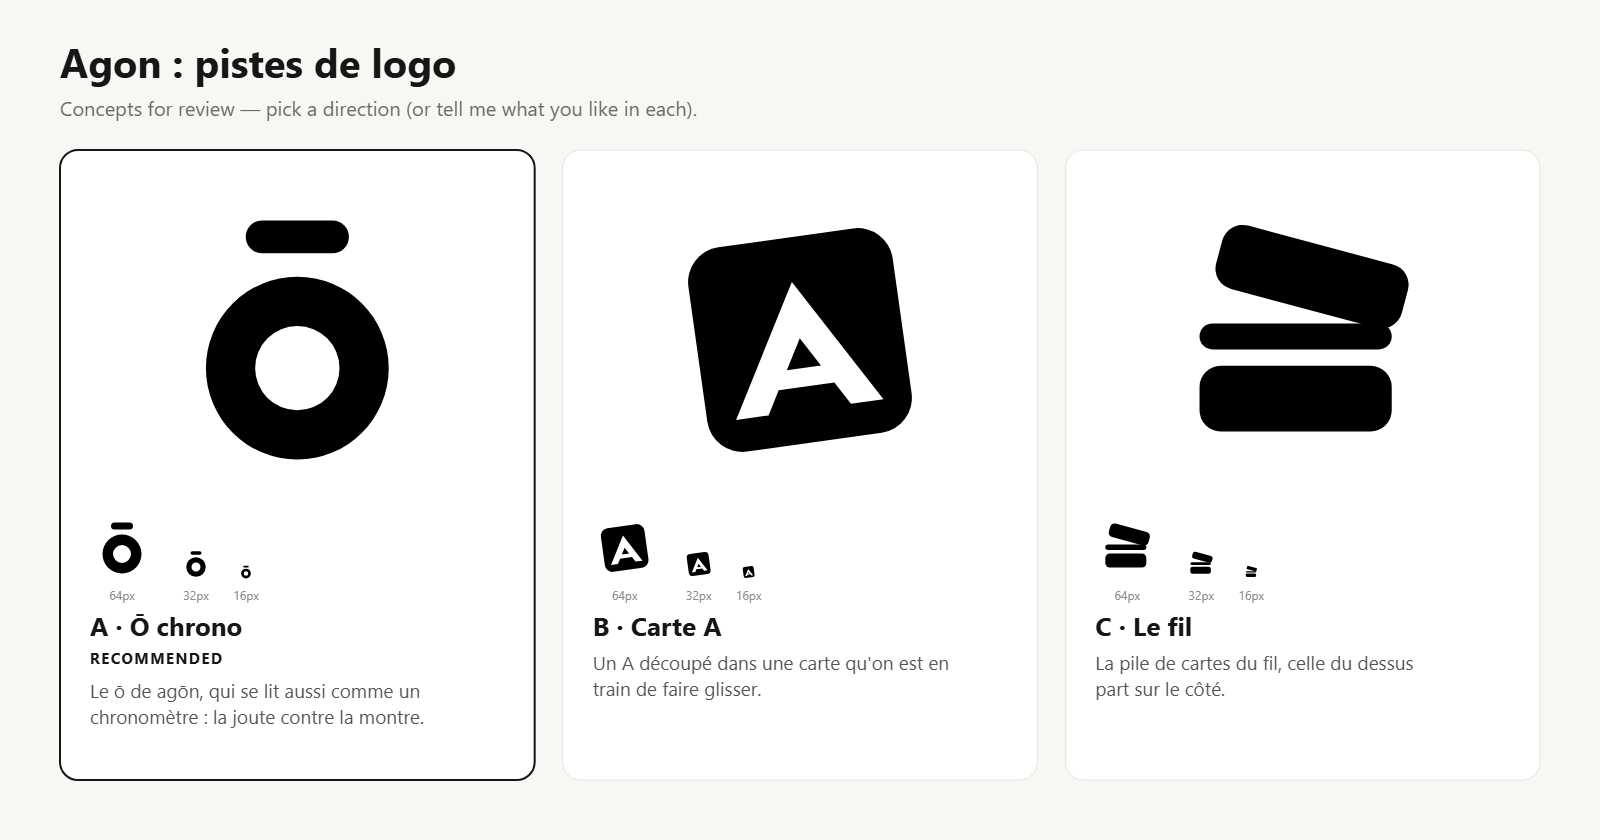 Agon : pistes de logo
Concepts for review — pick a direction (or tell me what you like in each).
ō
A
64px
32px
16px
64px
32px
16px
64px
32px
16px
A · Ō chrono
RECOMMENDED
Le ō de agōn, qui se lit aussi comme un
chronomètre : la joute contre la montre.
B · Carte A
Un A découpé dans une carte qu'on est en
train de faire glisser.
C · Le fil
La pile de cartes du fil, celle du dessus
part sur le côté.